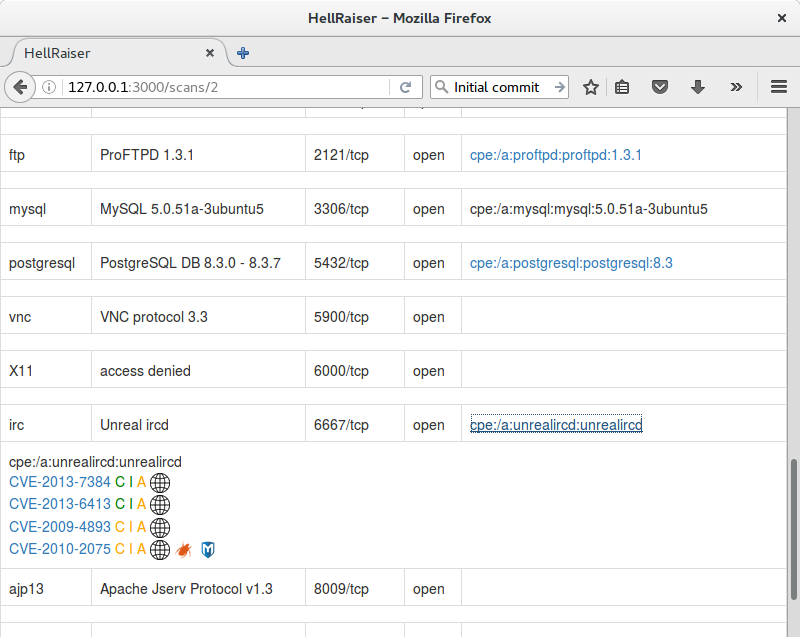 HellRaiser – Mozilla Firefox
HellRaiser
127.0.0.1:3000/scans/2
Initial commit
ftp ProFTPD 1.3.1 2121/tcp open cpe:/a:proftpd:proftpd:1.3.1
mysql MySQL 5.0.51a-3ubuntu5 3306/tcp open cpe:/a:mysql:mysql:5.0.51a-3ubuntu5
postgresql PostgreSQL DB 8.3.0 - 8.3.7 5432/tcp open cpe:/a:postgresql:postgresql:8.3
vnc VNC protocol 3.3 5900/tcp open
X11 access denied 6000/tcp open
irc Unreal ircd 6667/tcp open cpe:/a:unrealircd:unrealircd
cpe:/a:unrealircd:unrealircd
CVE-2013-7384 C I A
CVE-2013-6413 C I A
CVE-2009-4893 C I A
CVE-2010-2075 C I A
ajp13 Apache Jserv Protocol v1.3 8009/tcp open